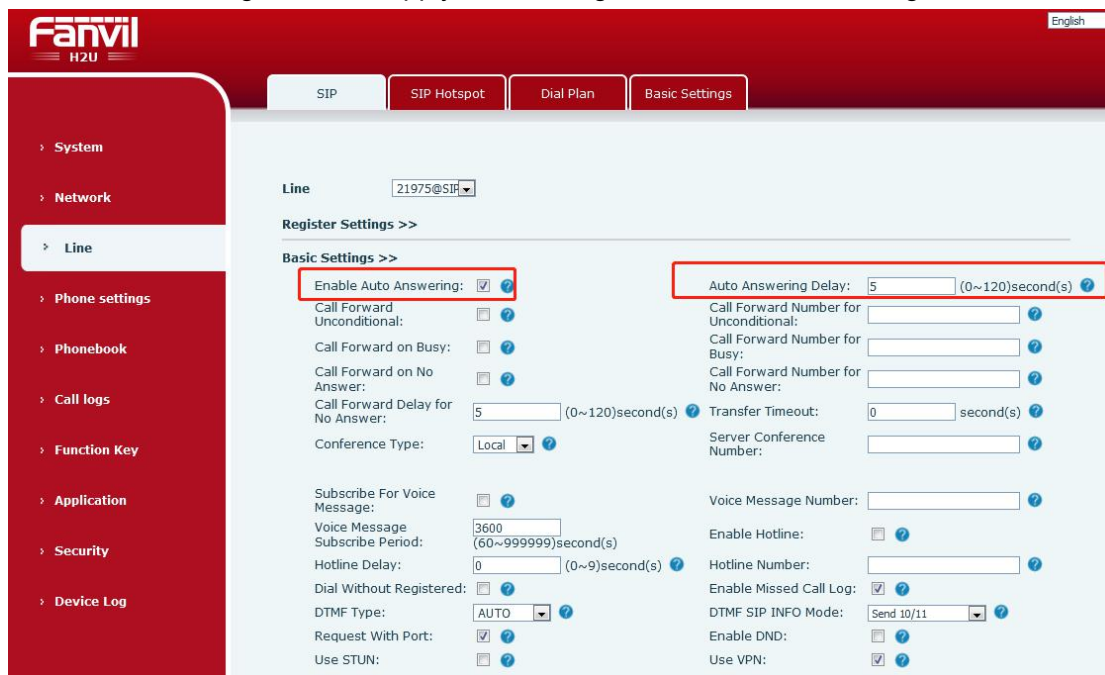 Fanvil
H2U
English
SIP
SIP Hotspot
Dial Plan
Basic Settings
› System
› Network
› Line
› Phone settings
› Phonebook
› Call logs
› Function Key
› Application
› Security
› Device Log
Line 21975@SIP
Register Settings >>
Basic Settings >>
Enable Auto Answering: Auto Answering Delay: 5 (0~120)second(s)
Call Forward Unconditional: Call Forward Number for Unconditional:
Call Forward on Busy: Call Forward Number for Busy:
Call Forward on No Answer: Call Forward Number for No Answer:
Call Forward Delay for No Answer: 5 (0~120)second(s) Transfer Timeout: 0 second(s)
Conference Type: Local Server Conference Number:
Subscribe For Voice Message: Voice Message Number:
Voice Message Subscribe Period: 3600 (60~999999)second(s) Enable Hotline:
Hotline Delay: 0 (0~9)second(s) Hotline Number:
Dial Without Registered: Enable Missed Call Log:
DTMF Type: AUTO DTMF SIP INFO Mode: Send 10/11
Request With Port: Enable DND:
Use STUN: Use VPN: